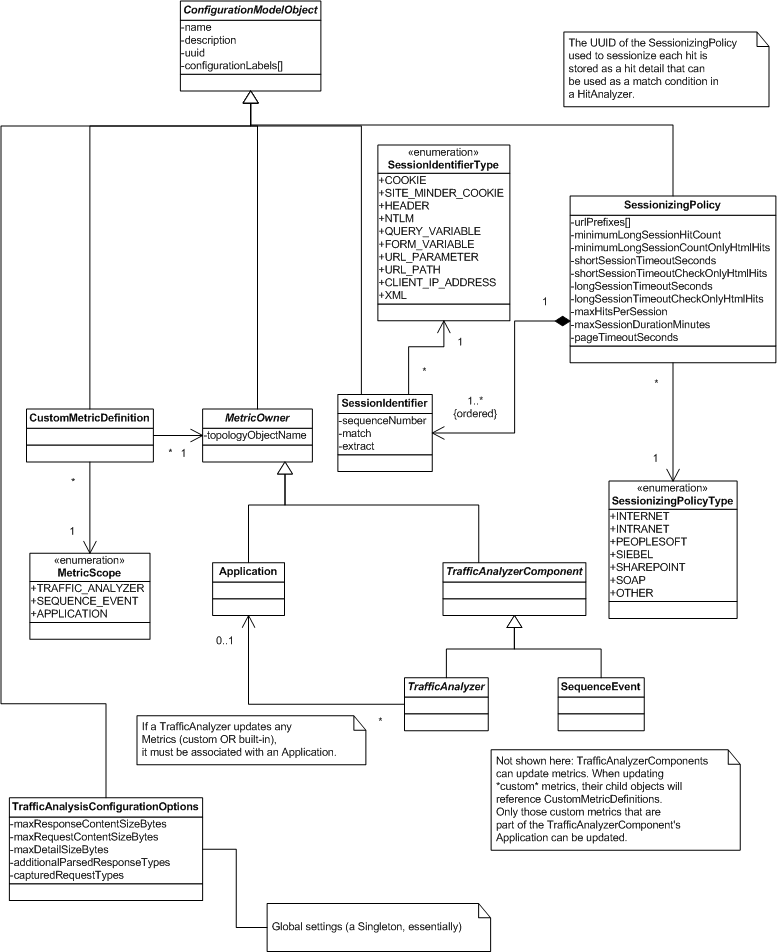 ConfigurationModelObject
-name
-description
-uuid
-configurationLabels[]
The UUID of the SessionizingPolicy
used to sessionize each hit is
stored as a hit detail that can
be used as a match condition in
a HitAnalyzer.
«enumeration»
SessionIdentifierType
+COOKIE
+SITE_MINDER_COOKIE
+HEADER
+NTLM
+QUERY_VARIABLE
+FORM_VARIABLE
+URL_PARAMETER
+URL_PATH
+CLIENT_IP_ADDRESS
+XML
SessionizingPolicy
-urlPrefixes[]
-minimumLongSessionHitCount
-minimumLongSessionCountOnlyHtmlHits
-shortSessionTimeoutSeconds
-shortSessionTimeoutCheckOnlyHtmlHits
-longSessionTimeoutSeconds
-longSessionTimeoutCheckOnlyHtmlHits
-maxHitsPerSession
-maxSessionDurationMinutes
-pageTimeoutSeconds
1
1
*
*
1..*
{ordered}
CustomMetricDefinition
MetricOwner
-topologyObjectName
SessionIdentifier
-sequenceNumber
-match
-extract
* 1
*
1
1
«enumeration»
MetricScope
+TRAFFIC_ANALYZER
+SEQUENCE_EVENT
+APPLICATION
«enumeration»
SessionizingPolicyType
+INTERNET
+INTRANET
+PEOPLESOFT
+SIEBEL
+SHAREPOINT
+SOAP
+OTHER
Application
TrafficAnalyzerComponent
0..1
*
TrafficAnalyzer
SequenceEvent
If a TrafficAnalyzer updates any
Metrics (custom OR built-in),
it must be associated with an Application.
Not shown here: TrafficAnalyzerComponents
can update metrics. When updating
*custom* metrics, their child objects will
reference CustomMetricDefinitions.
Only those custom metrics that are
part of the TrafficAnalyzerComponent's
Application can be updated.
TrafficAnalysisConfigurationOptions
-maxResponseContentSizeBytes
-maxRequestContentSizeBytes
-maxDetailSizeBytes
-additionalParsedResponseTypes
-capturedRequestTypes
Global settings (a Singleton, essentially)